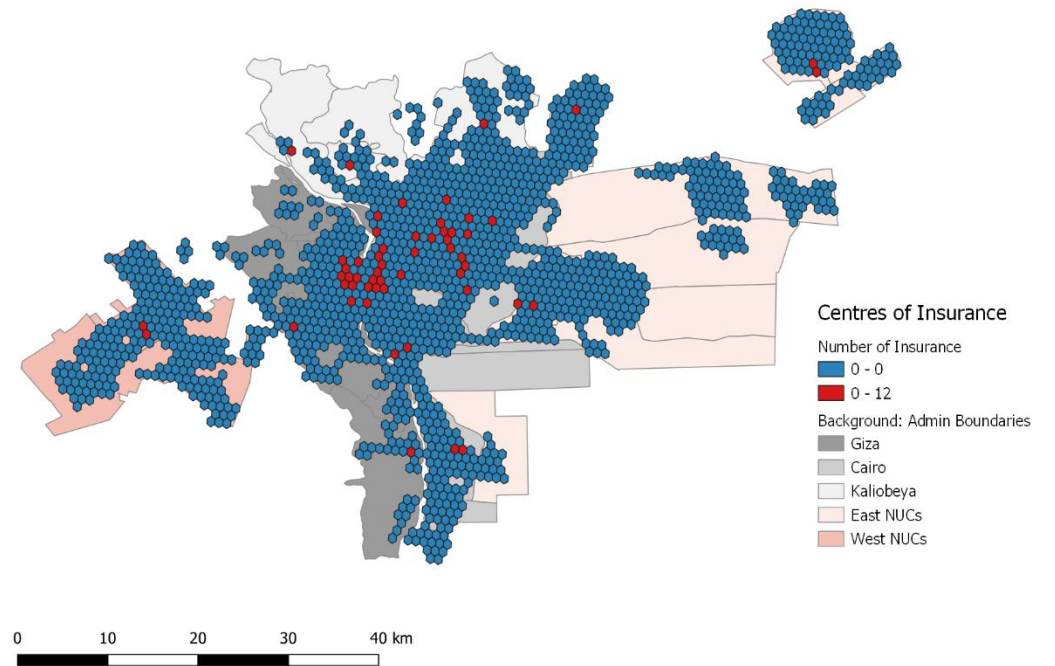 Centres of Insurance
Number of Insurance
0 - 0
0 - 12
Background: Admin Boundaries
Giza
Cairo
Kaliobeya
East NUCs
West NUCs
0 10 20 30 40 km